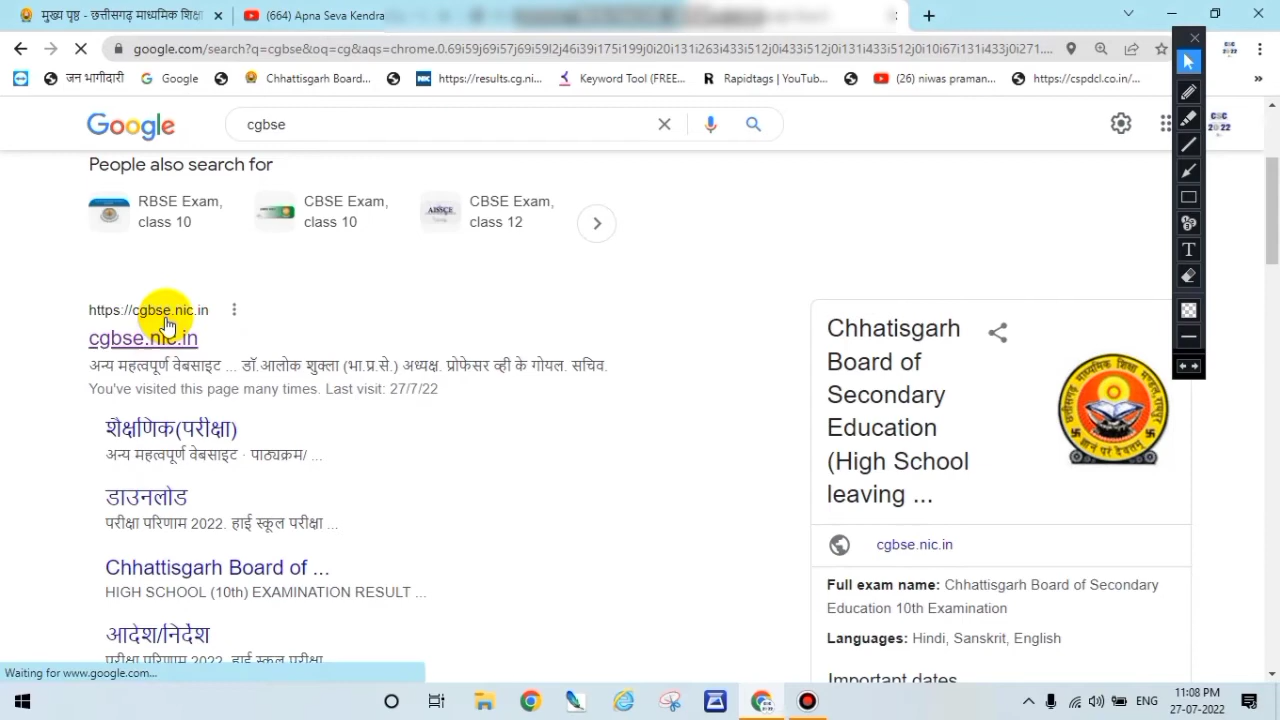 मुख्य पृष्ठ - छत्तीसगढ़ माध्यमिक शिक्षा
(664) Apna Seva Kendra
google.com/search?q=cgbse&oq=cg&aqs=chrome.0.69i59j69i57j69i59l2j46i39i175i199j0i20i131i263i433i512j0i433i512j0i131i433i512j0i10i67i131i433j0i271....
जन भागीदारी
Google
Chhattisgarh Board...
https://results.cg.ni...
Keyword Tool (FREE...
Rapidtags | YouTub...
(26) niwas praman...
https://cspdcl.co.in/...
»
Google
cgbse
People also search for
RBSE Exam, class 10
CBSE Exam, class 10
CBSE Exam, class 12
https://cgbse.nic.in
cgbse.nic.in
अन्य महत्वपूर्ण वेबसाइट ... डॉ.आलोक शुक्ला (भा.प्र.से.) अध्यक्ष. प्रोफे. व्ही के गोयल. सचिव.
You've visited this page many times. Last visit: 27/7/22
शैक्षणिक(परीक्षा)
अन्य महत्वपूर्ण वेबसाइट · पाठ्यक्रम/ ...
डाउनलोड
परीक्षा परिणाम 2022. हाई स्कूल परीक्षा ...
Chhattisgarh Board of ...
HIGH SCHOOL (10th) EXAMINATION RESULT ...
आदेश/निर्देश
परीक्षा परिणाम 2022. हाई स्कूल परीक्षा
Chhatisgarh
Board of
Secondary
Education
(High School
leaving ...
cgbse.nic.in
Full exam name: Chhattisgarh Board of Secondary
Education 10th Examination
Languages: Hindi, Sanskrit, English
Important dates
Waiting for www.google.com...
ENG
11:08 PM
27-07-2022